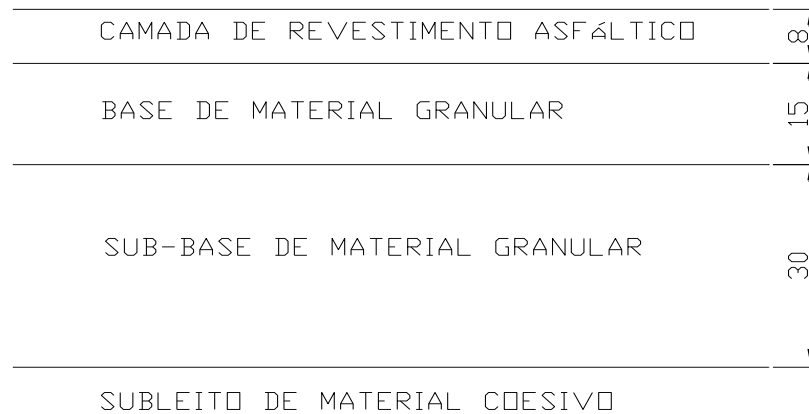 CAMADA DE REVESTIMENTO ASFáLTICO
8
BASE DE MATERIAL GRANULAR
15
SUB-BASE DE MATERIAL GRANULAR
30
SUBLEITO DE MATERIAL COESIVO